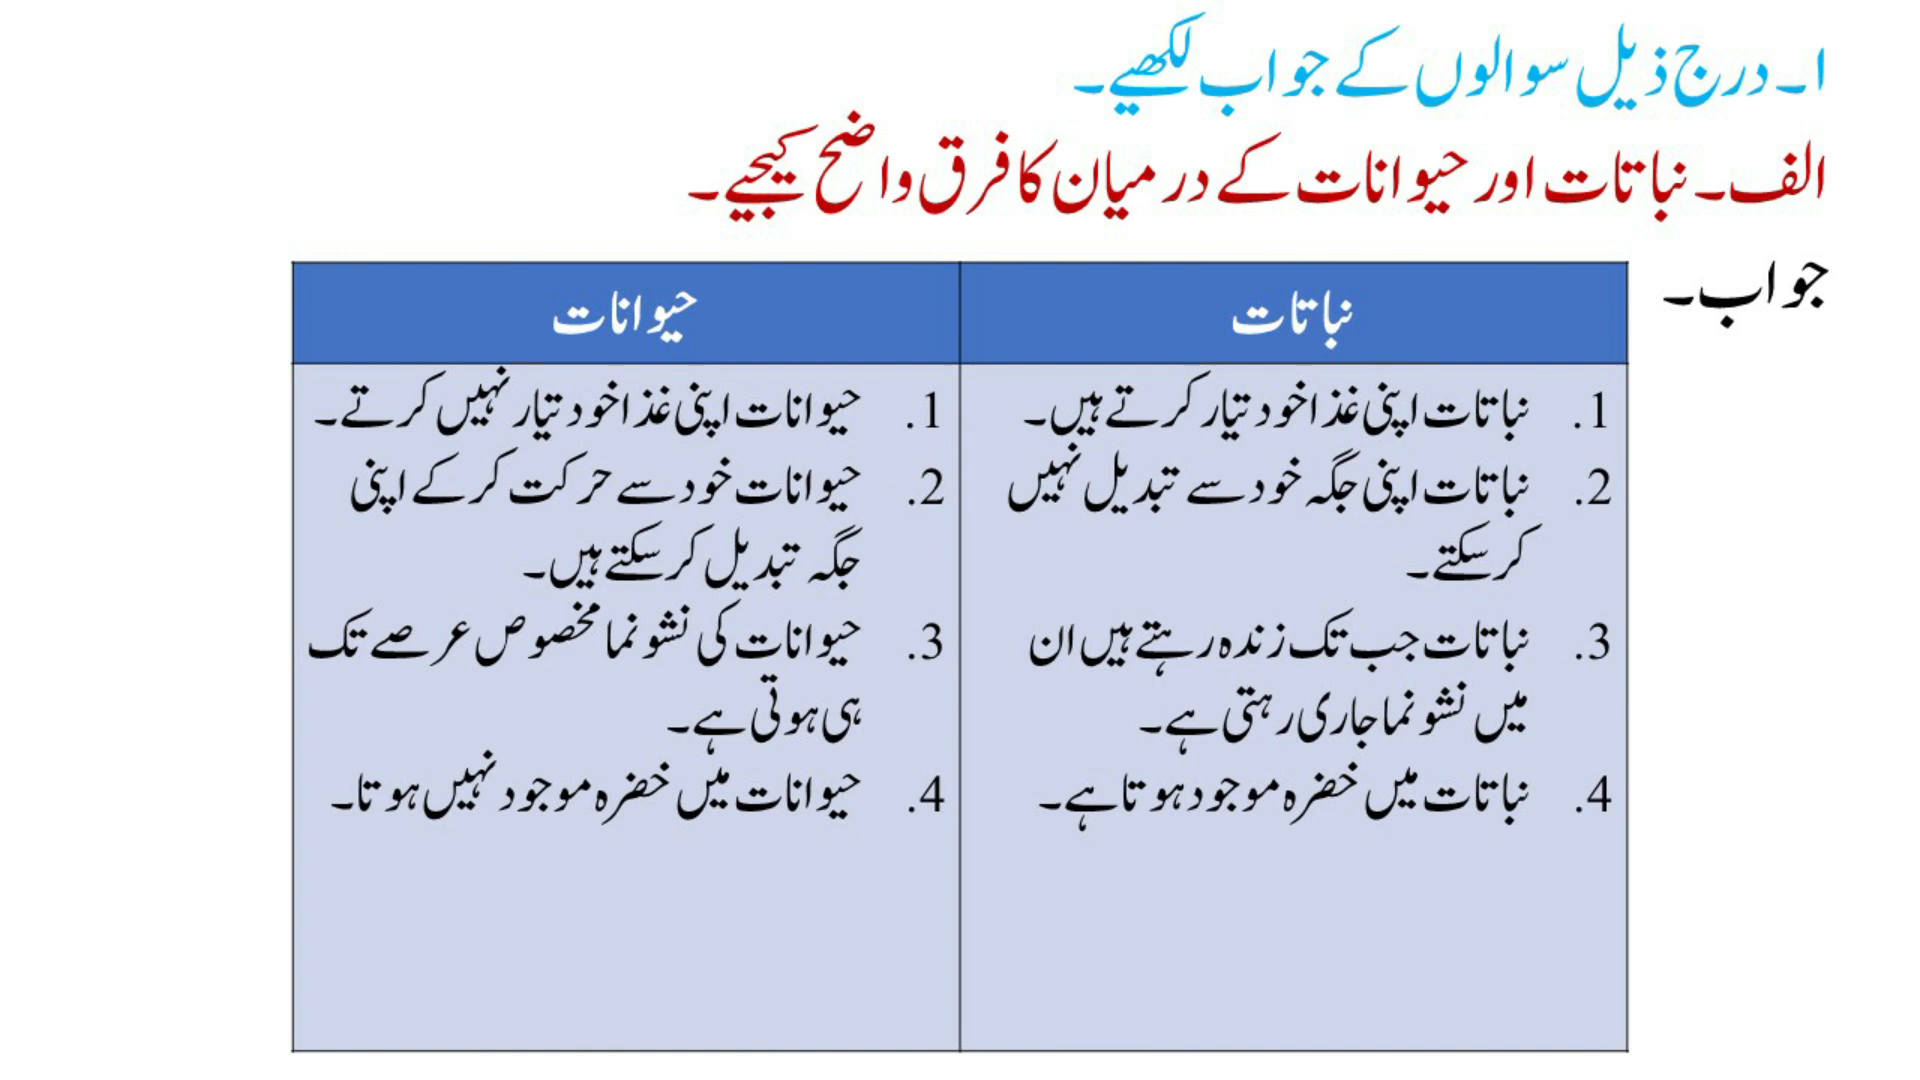 ۱۔ درج ذیل سوالوں کے جواب لکھیے۔
الف۔ نباتات اور حیوانات کے درمیان کا فرق واضح کیجیے۔
جواب۔
نباتات
1. نباتات اپنی غذا خود تیار کرتے ہیں۔
2. نباتات اپنی جگہ خود سے تبدیل نہیں
کر سکتے۔
3. نباتات جب تک زندہ رہتے ہیں ان
میں نشو نما جاری رہتی ہے۔
4. نباتات میں خضرہ موجود ہوتا ہے۔
حیوانات
1. حیوانات اپنی غذا خود تیار نہیں کرتے۔
2. حیوانات خود سے حرکت کر کے اپنی
جگہ تبدیل کر سکتے ہیں۔
3. حیوانات کی نشو نما مخصوص عرصے تک
ہی ہوتی ہے۔
4. حیوانات میں خضرہ موجود نہیں ہوتا۔